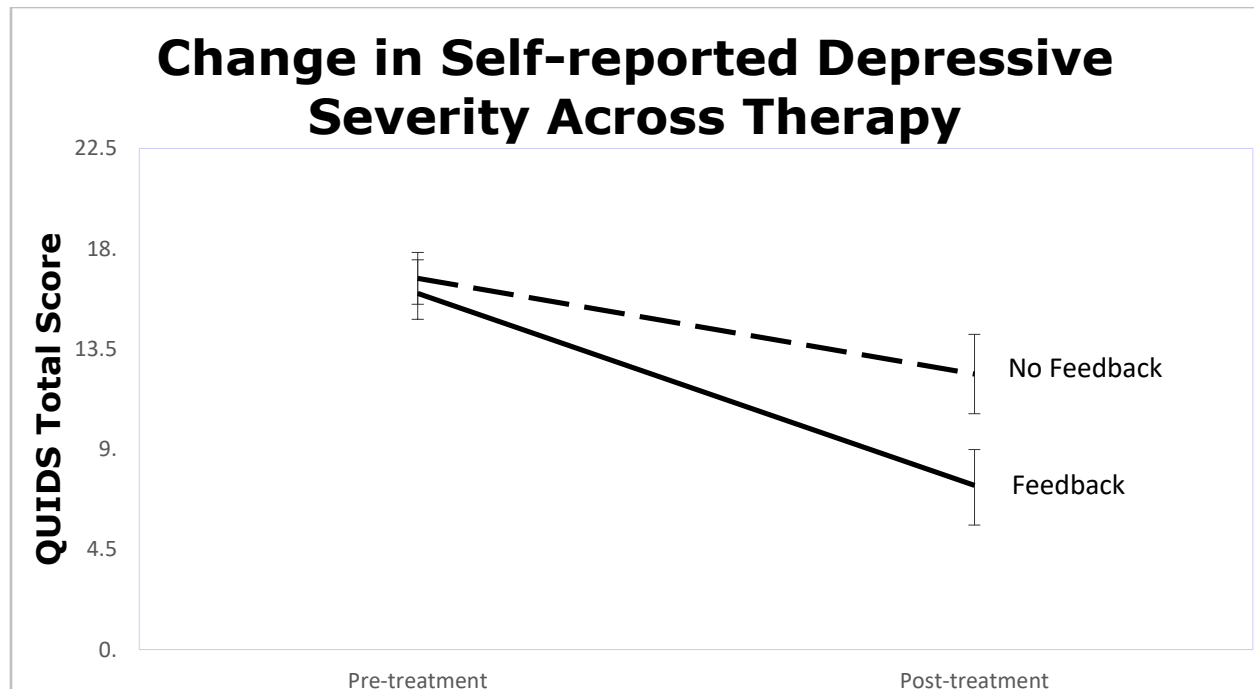 Change in Self-reported Depressive
Severity Across Therapy
22.5
18.
13.5
9.
4.5
0.
QUIDS Total Score
No Feedback
Feedback
Pre-treatment
Post-treatment